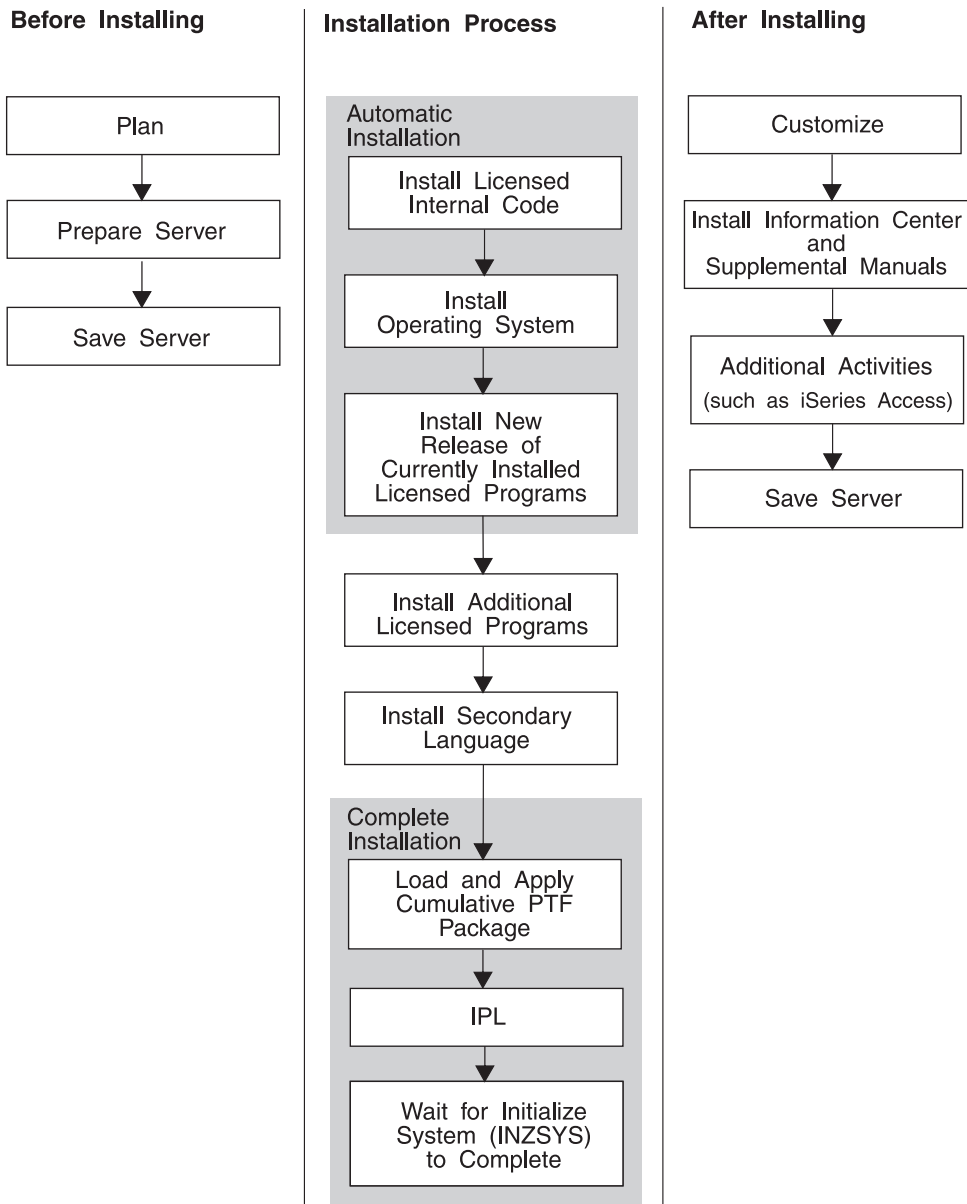 Before Installing
Plan
Prepare Server
Save Server
Installation Process
Automatic
Installation
Install Licensed
Internal Code
Install
Operating System
Install New
Release of
Currently Installed
Licensed Programs
Install Additional
Licensed Programs
Install Secondary
Language
Complete
Installation
Load and Apply
Cumulative PTF
Package
IPL
Wait for Initialize
System (INZSYS)
to Complete
After Installing
Customize
Install Information Center
and
Supplemental Manuals
Additional Activities
(such as iSeries Access)
Save Server